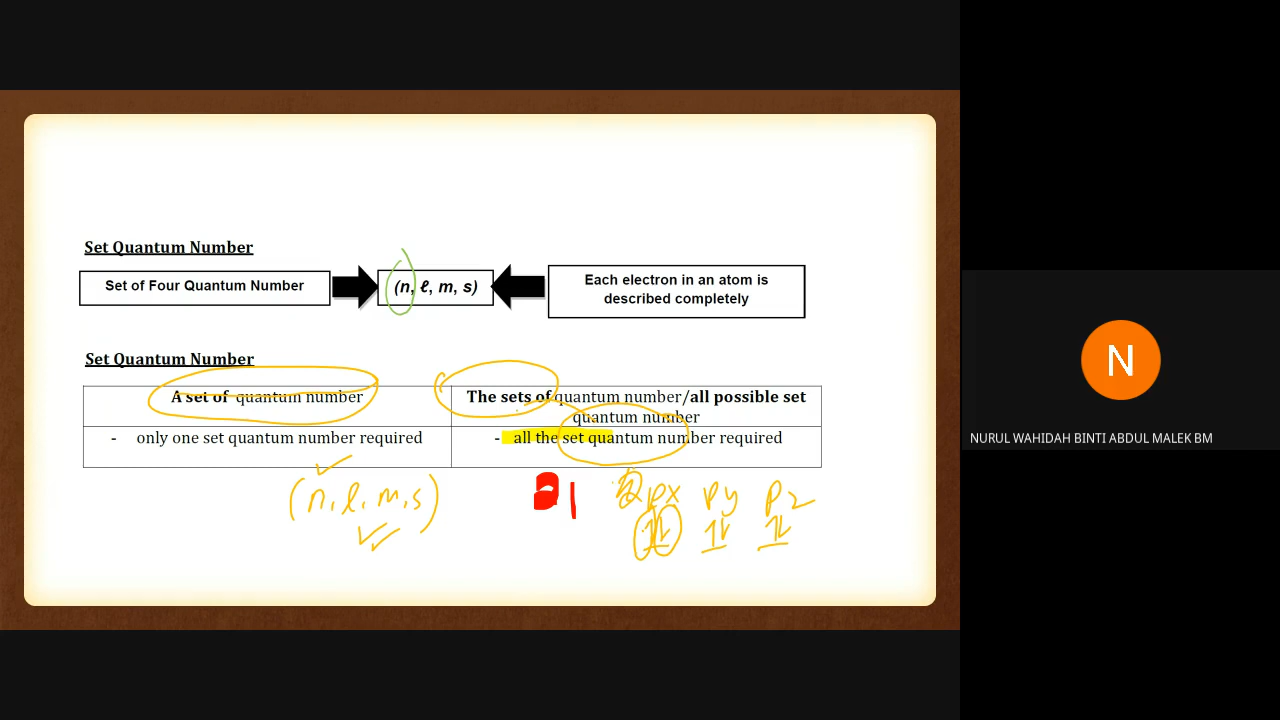 Set Quantum Number
Set of Four Quantum Number
(n, ℓ, m, s)
Each electron in an atom is
described completely
Set Quantum Number
A set of quantum number
The sets of quantum number/all possible set
quantum number
- only one set quantum number required
- all the set quantum number required
(n, l, m, s)
px py pz
N
NURUL WAHIDAH BINTI ABDUL MALEK BM